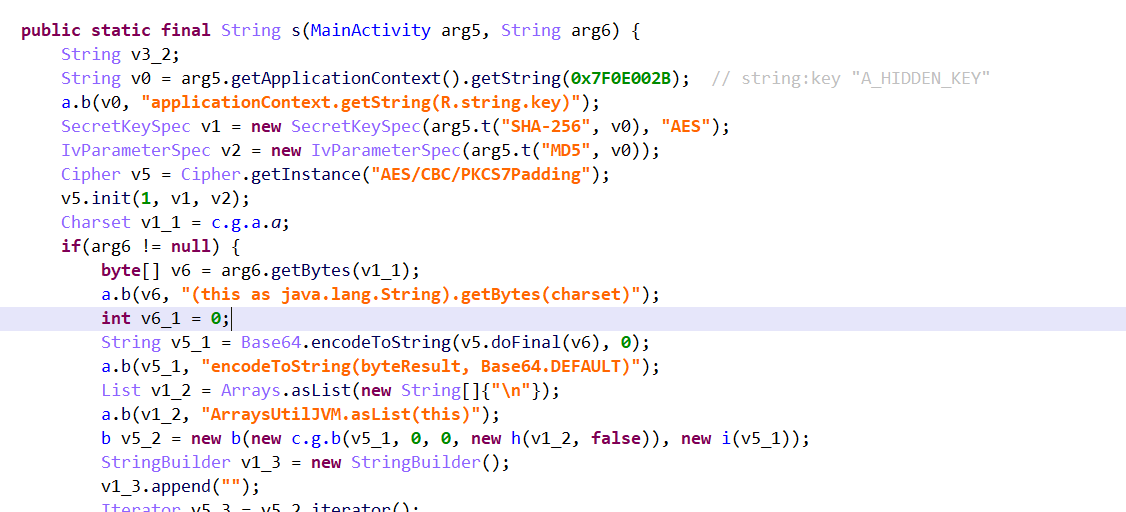 public static final String s(MainActivity arg5, String arg6) {
String v3_2;
String v0 = arg5.getApplicationContext().getString(0x7F0E002B);  // string:key "A_HIDDEN_KEY"
a.b(v0, "applicationContext.getString(R.string.key)");
SecretKeySpec v1 = new SecretKeySpec(arg5.t("SHA-256", v0), "AES");
IvParameterSpec v2 = new IvParameterSpec(arg5.t("MD5", v0));
Cipher v5 = Cipher.getInstance("AES/CBC/PKCS7Padding");
v5.init(1, v1, v2);
Charset v1_1 = c.g.a.a;
if(arg6 != null) {
byte[] v6 = arg6.getBytes(v1_1);
a.b(v6, "(this as java.lang.String).getBytes(charset)");
int v6_1 = 0;
String v5_1 = Base64.encodeToString(v5.doFinal(v6), 0);
a.b(v5_1, "encodeToString(byteResult, Base64.DEFAULT)");
List v1_2 = Arrays.asList(new String[]{"\n"});
a.b(v1_2, "ArraysUtilJVM.asList(this)");
b v5_2 = new b(new c.g.b(v5_1, 0, 0, new h(v1_2, false)), new i(v5_1));
StringBuilder v1_3 = new StringBuilder();
v1_3.append("");
Iterator v5_3 = v5_2.iterator();